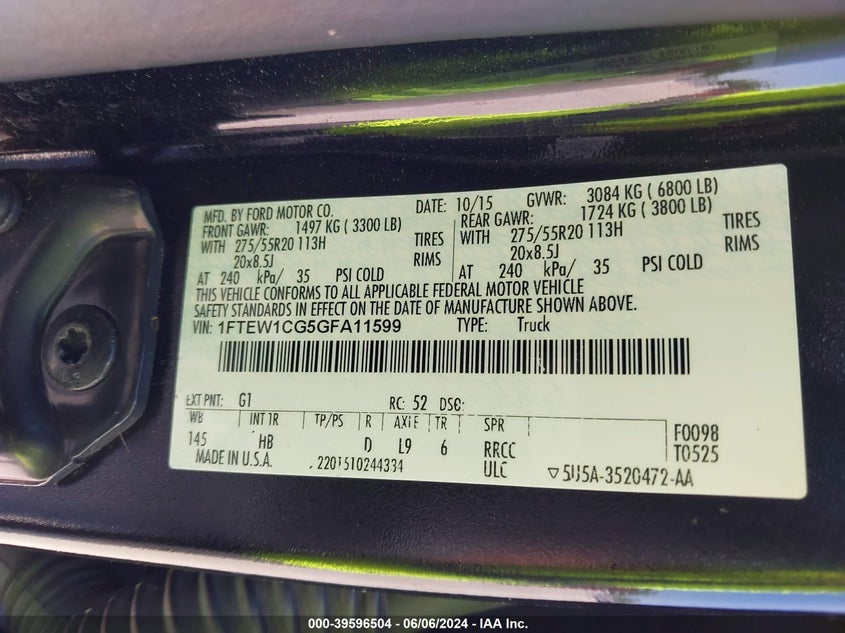 MFD. BY FORD MOTOR CO. DATE: 10/15 GVWR: 3084 KG ( 6800 LB)
FRONT GAWR: 1497 KG ( 3300 LB) REAR GAWR: 1724 KG ( 3800 LB)
WITH 275/55R20 113H TIRES WITH 275/55R20 113H TIRES
20x8.5J RIMS 20x8.5J RIMS
AT 240 kPa/ 35 PSI COLD AT 240 kPa/ 35 PSI COLD
THIS VEHICLE CONFORMS TO ALL APPLICABLE FEDERAL MOTOR VEHICLE
SAFETY STANDARDS IN EFFECT ON THE DATE OF MANUFACTURE SHOWN ABOVE.
VIN: 1FTEW1CG5GFA11599 TYPE: Truck
EXT PNT: G1 RC: 52 DSO:
WB INT TR TP/PS R AXLE TR SPR F0098
145 HB D L9 6 RRCC T0525
MADE IN U.S.A. .2201510244334 ULC ▽5U5A-3520472-AA
000-39596504 - 06/06/2024 - IAA Inc.